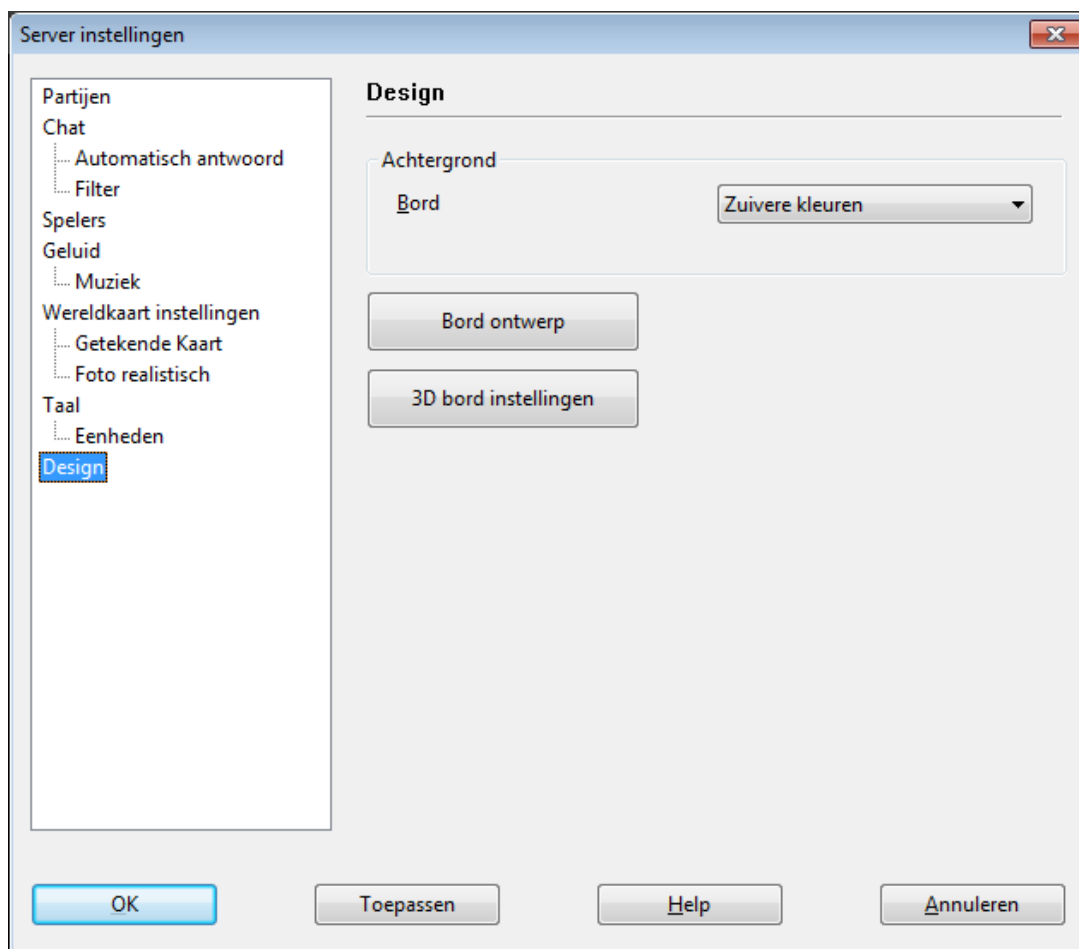 Server instellingen
Partijen
Chat
Automatisch antwoord
Filter
Spelers
Geluid
Muziek
Wereldkaart instellingen
Getekende Kaart
Foto realistisch
Taal
Eenheden
Design
Design
Achtergrond
Bord
Zuivere kleuren
Bord ontwerp
3D bord instellingen
OK
Toepassen
Help
Annuleren